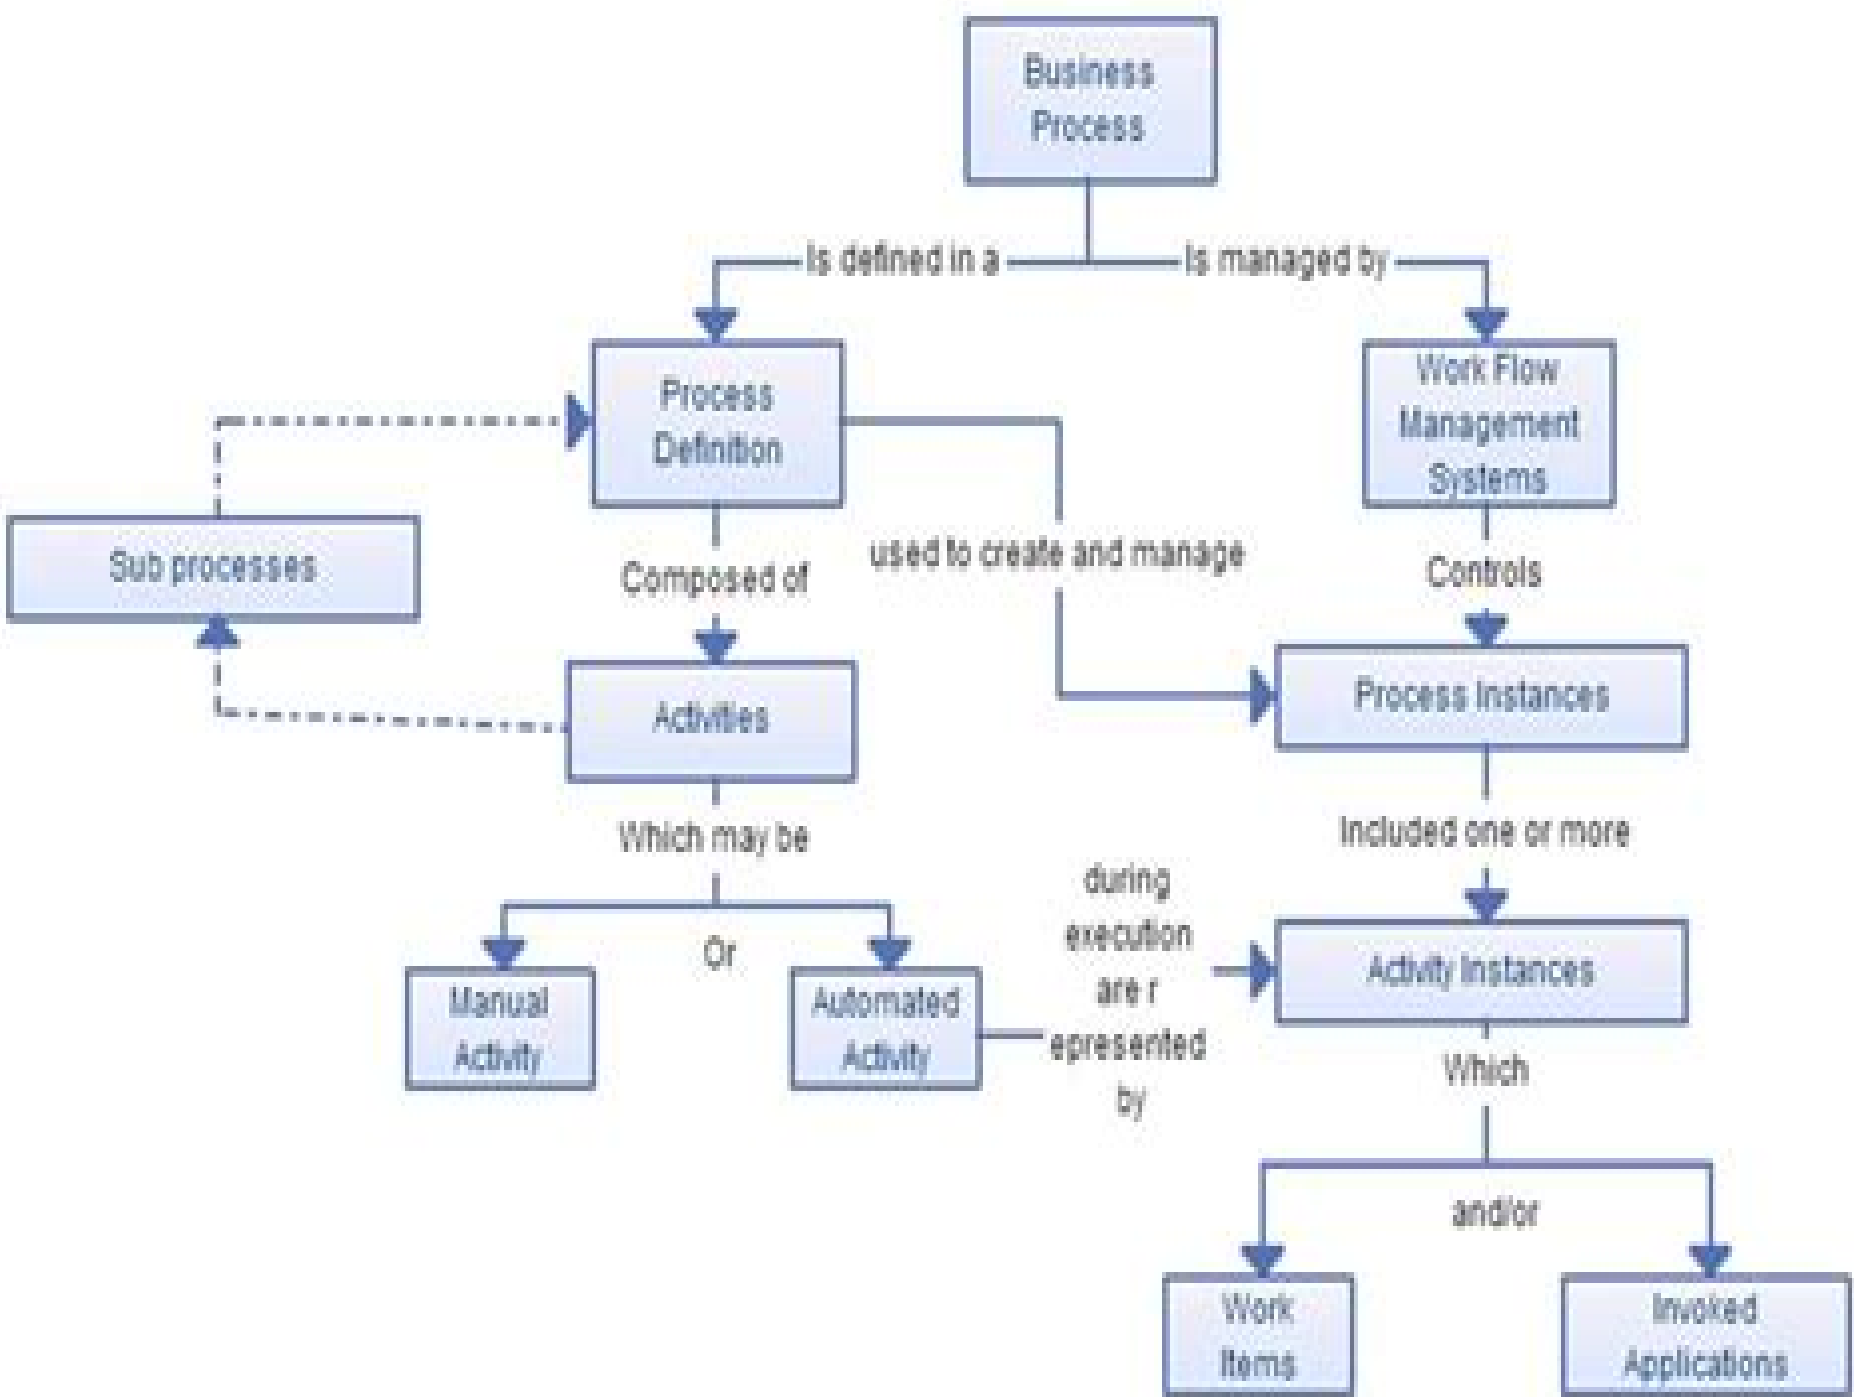 Business
Process
Is defined in a
Is managed by
Process
Definition
Work Flow
Management
Systems
Sub processes
Composed of
used to create and manage
Controls
Activities
Process Instances
Which may be
Included one or more
Or
Manual
Activity
Automated
Activity
during
execution
are r
epresented
by
Activity Instances
Which
and/or
Work
Items
Invoked
Applications